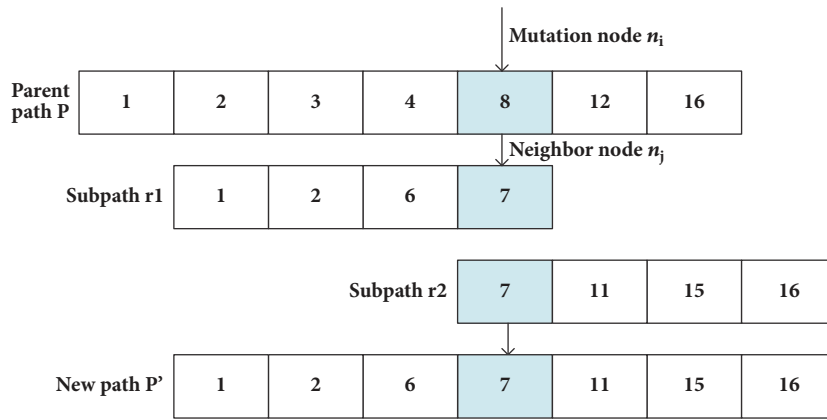 Mutation node ni
Parent
path P
1 2 3 4 8 12 16
Neighbor node nj
Subpath r1
1 2 6 7
Subpath r2
7 11 15 16
New path P’
1 2 6 7 11 15 16